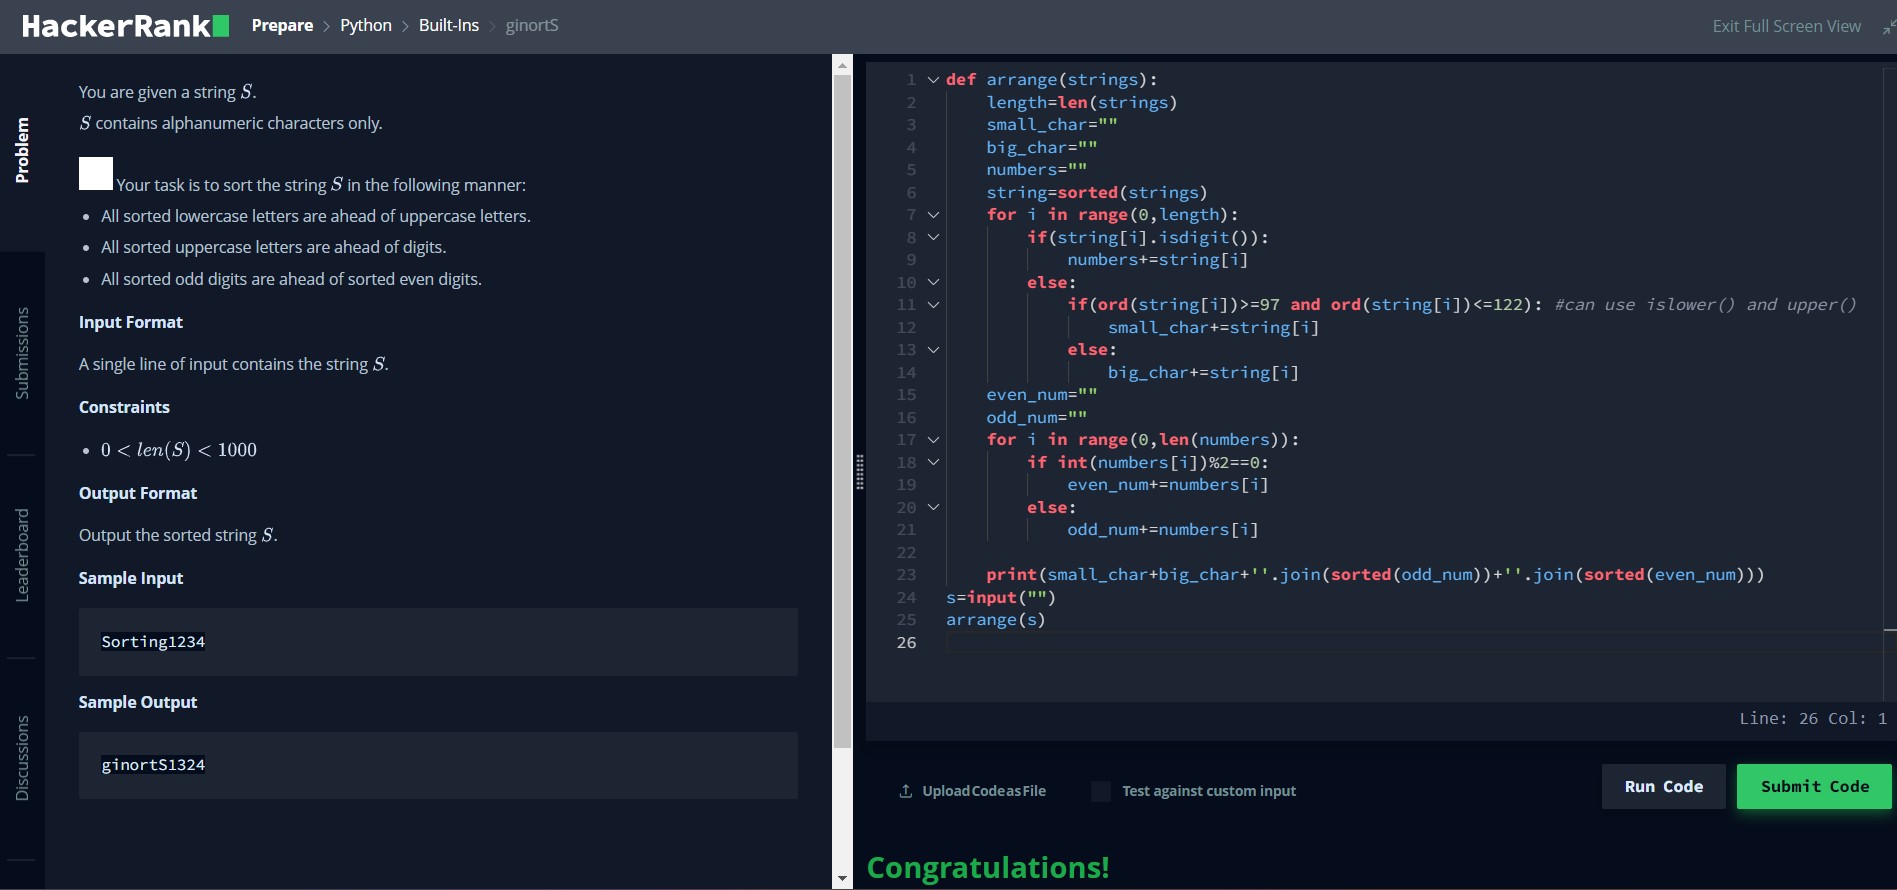 HackerRank Prepare > Python > Built-Ins > ginortS Exit Full Screen View
Problem
Submissions
Leaderboard
Discussions
You are given a string S.
S contains alphanumeric characters only.
Your task is to sort the string S in the following manner:
• All sorted lowercase letters are ahead of uppercase letters.
• All sorted uppercase letters are ahead of digits.
• All sorted odd digits are ahead of sorted even digits.
Input Format
A single line of input contains the string S.
Constraints
• 0 < len(S) < 1000
Output Format
Output the sorted string S.
Sample Input
Sorting1234
Sample Output
ginortS1324
1 def arrange(strings):
2     length=len(strings)
3     small_char=""
4     big_char=""
5     numbers=""
6     string=sorted(strings)
7     for i in range(0,length):
8         if(string[i].isdigit()):
9             numbers+=string[i]
10         else:
11             if(ord(string[i])>=97 and ord(string[i])<=122): #can use islower() and upper()
12                 small_char+=string[i]
13             else:
14                 big_char+=string[i]
15     even_num=""
16     odd_num=""
17     for i in range(0,len(numbers)):
18         if int(numbers[i])%2==0:
19             even_num+=numbers[i]
20         else:
21             odd_num+=numbers[i]
22
23     print(small_char+big_char+''.join(sorted(odd_num))+''.join(sorted(even_num)))
24 s=input("")
25 arrange(s)
26
Line: 26 Col: 1
Upload Code as File Test against custom input Run Code Submit Code
Congratulations!